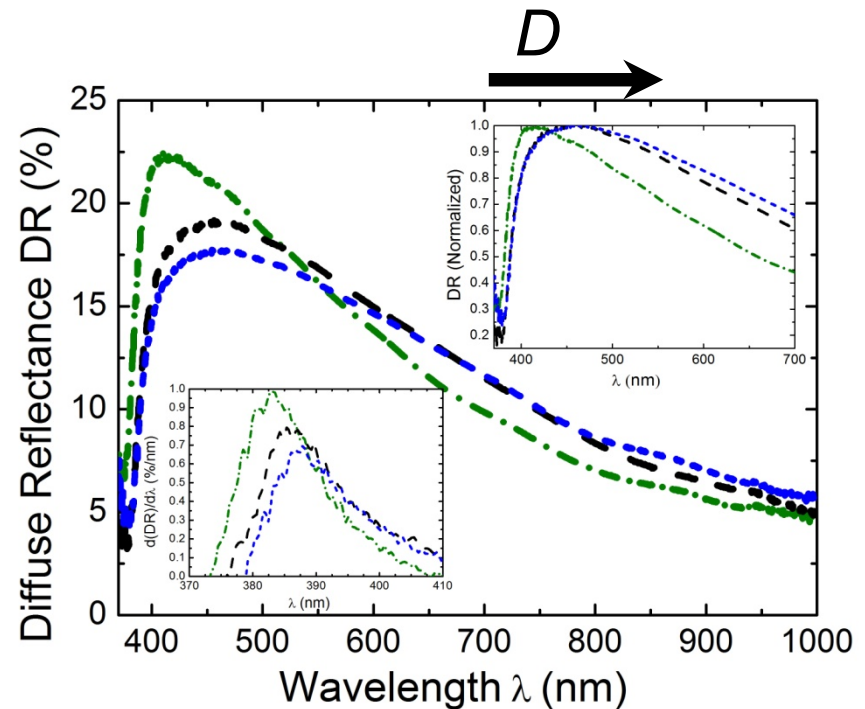 D
25
20
15
10
5
0
Diffuse Reflectance DR (%)
400 500 600 700 800 900 1000
Wavelength λ (nm)
1.0
0.9
0.8
0.7
0.6
0.5
0.4
0.3
0.2
DR (Normalized)
400 500 600 700
λ (nm)
1.0
0.9
0.8
0.7
0.6
0.5
0.4
0.3
0.2
0.1
0.0
d(DR)/dλ (%/nm)
370 380 390 400 410
λ (nm)